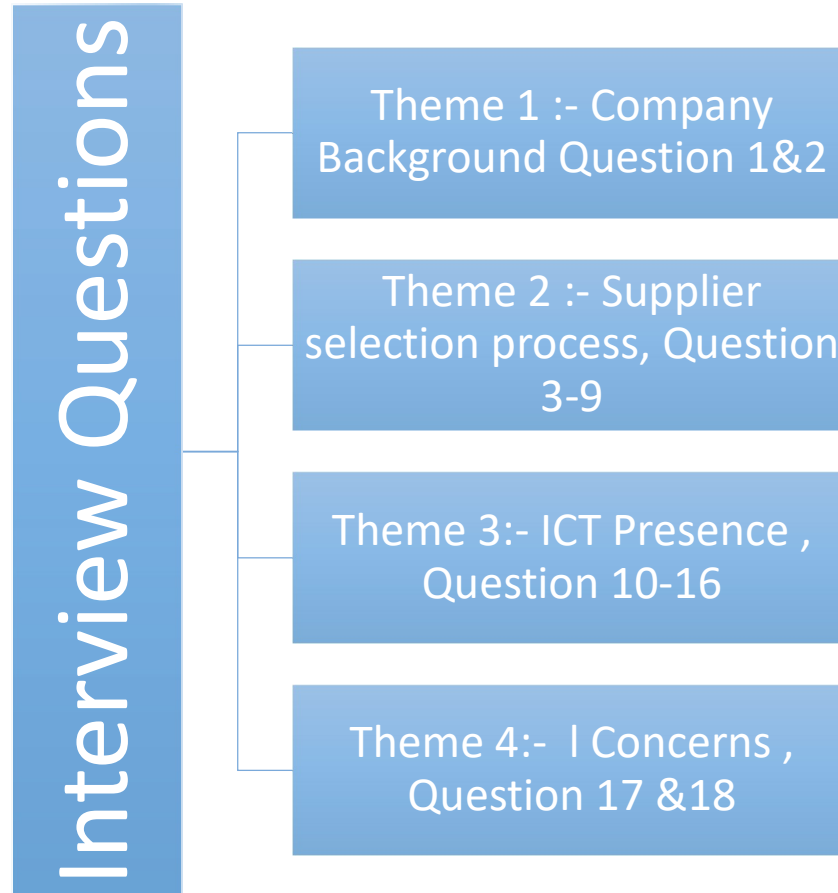 Interview Questions
Theme 1 :- Company
Background Question 1&2
Theme 2 :- Supplier
selection process, Question
3-9
Theme 3:- ICT Presence ,
Question 10-16
Theme 4:-  l Concerns ,
Question 17 &18